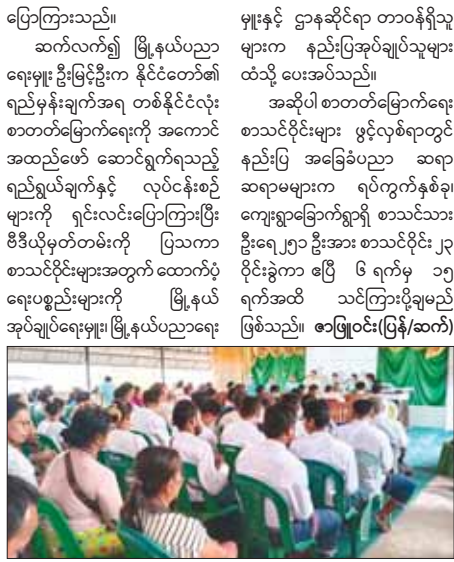 ပြောကြားသည်။
ဆက်လက်၍ မြို့နယ်ပညာ
ရေးမှူး ဦးမြင့်ဦးက နိုင်ငံတော်၏
ရည်မှန်းချက်အရ တစ်နိုင်ငံလုံး
စာတတ်မြောက်ရေးကို အကောင်
အထည်ဖော် ဆောင်ရွက်ရသည့်
ရည်ရွယ်ချက်နှင့် လုပ်ငန်းစဉ်
များကို ရှင်းလင်းပြောကြားပြီး
ဗီဒီယိုမှတ်တမ်းကို ပြသကာ
စာသင်ဝိုင်းများအတွက် ထောက်ပံ့
ရေးပစ္စည်းများကို မြို့နယ်
အုပ်ချုပ်ရေးမှူး၊ မြို့နယ်ပညာရေး
မှူးနှင့် ဌာနဆိုင်ရာ တာဝန်ရှိသူ
များက နည်းပြအုပ်ချုပ်သူများ
ထံသို့ ပေးအပ်သည်။
အဆိုပါ စာတတ်မြောက်ရေး
စာသင်ဝိုင်းများ ဖွင့်လှစ်ရာတွင်
နည်းပြ အခြေခံပညာ ဆရာ
ဆရာမများက ရပ်ကွက်နှစ်ခု၊
ကျေးရွာခြောက်ရွာရှိ စာသင်သား
ဦးရေ ၂၅၁ ဦးအား စာသင်ဝိုင်း ၂၃
ဝိုင်းခွဲကာ ဧပြီ ၆ ရက်မှ ၁၅
ရက်အထိ သင်ကြားပို့ချမည်
ဖြစ်သည်။ ဇာဖြူဝင်း(ပြန်/ဆက်)